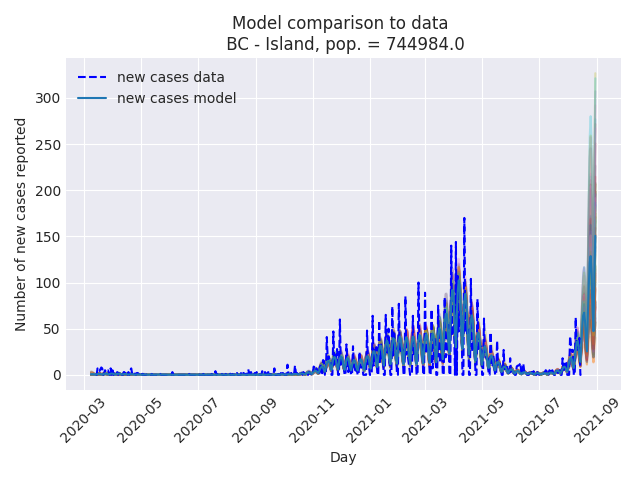 Model comparison to data
BC - Island, pop. = 744984.0
new cases data
new cases model
Number of new cases reported
300
250
200
150
100
50
0
2020-03
2020-05
2020-07
2020-09
2020-11
2021-01
2021-03
2021-05
2021-07
2021-09
Day